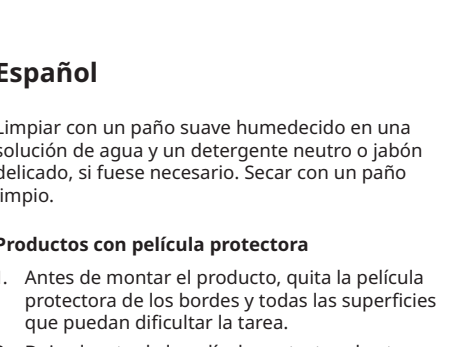 Español
Limpiar con un paño suave humedecido en una
solución de agua y un detergente neutro o jabón
delicado, si fuese necesario. Secar con un paño
limpio.
Productos con película protectora
1. Antes de montar el producto, quita la película
protectora de los bordes y todas las superficies
que puedan dificultar la tarea.